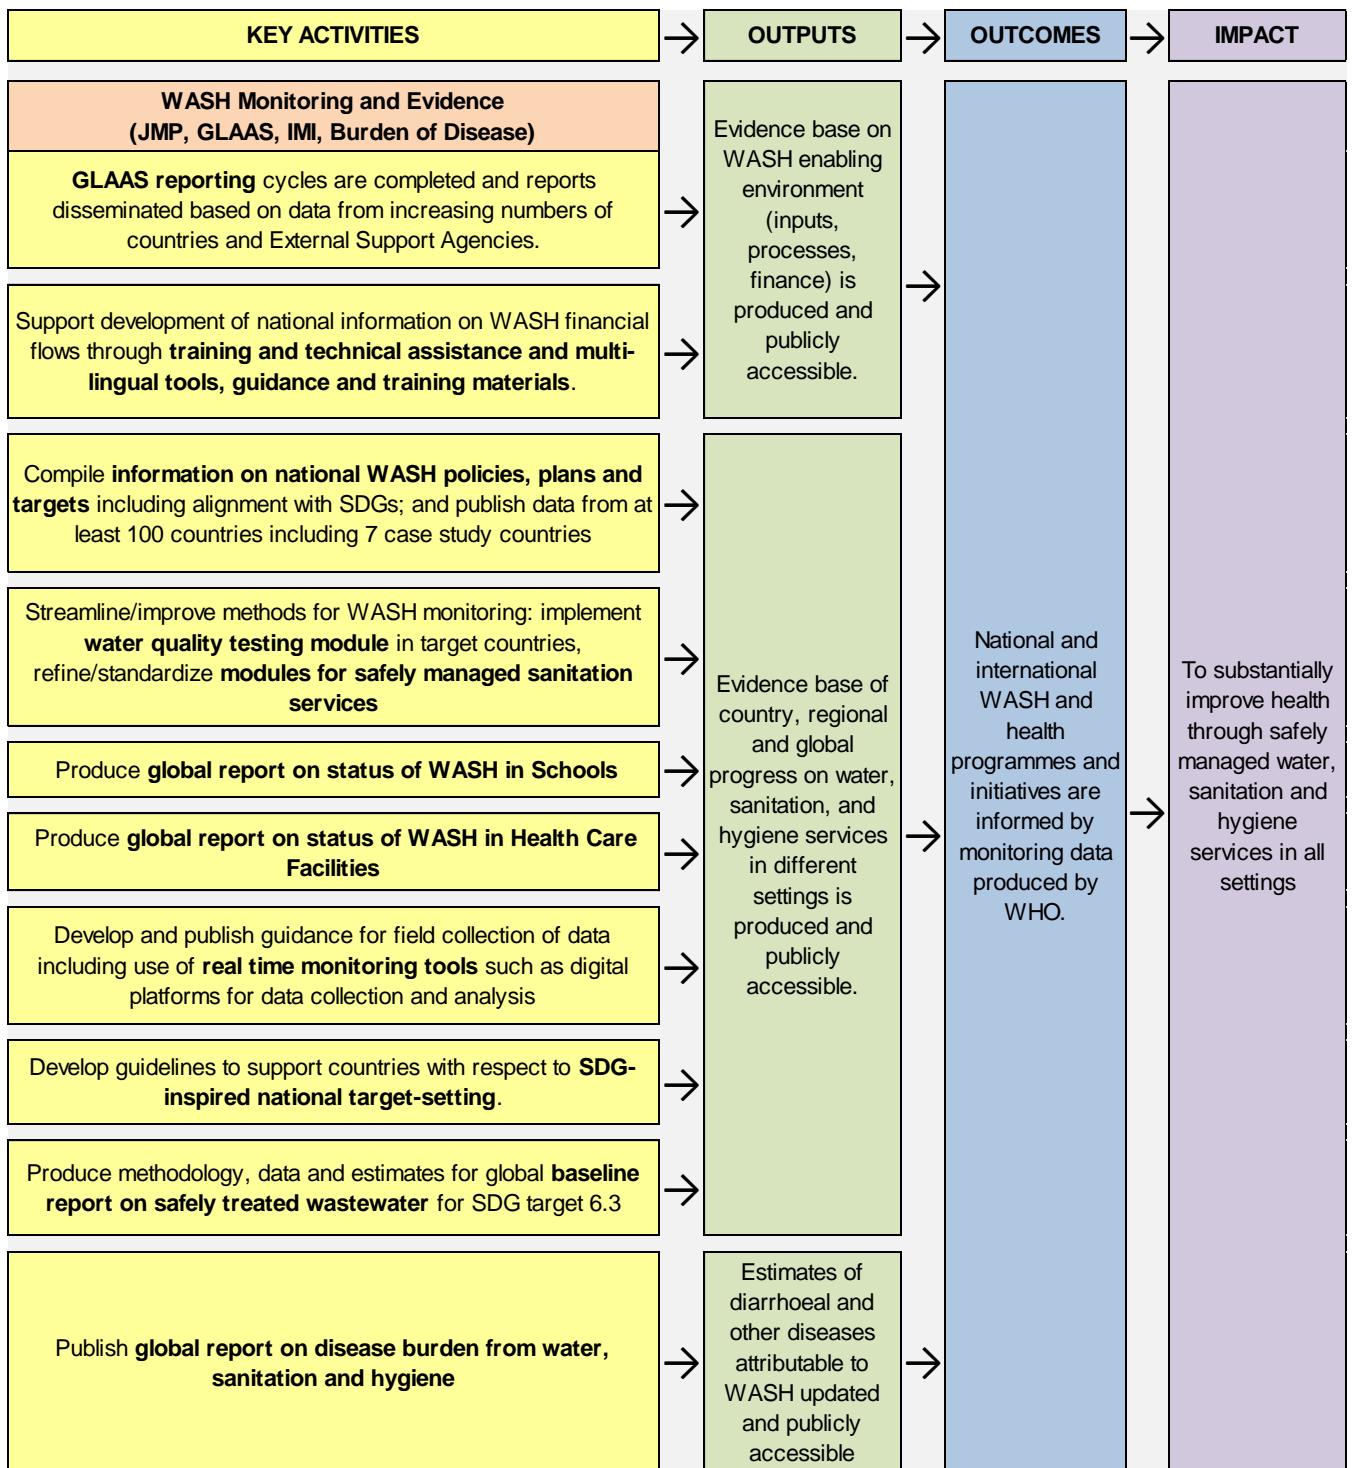 KEY ACTIVITIES
OUTPUTS
OUTCOMES
IMPACT
WASH Monitoring and Evidence
(JMP, GLAAS, IMI, Burden of Disease)
GLAAS reporting cycles are completed and reports
disseminated based on data from increasing numbers of
countries and External Support Agencies.
Support development of national information on WASH financial
flows through training and technical assistance and multi-
lingual tools, guidance and training materials.
Compile information on national WASH policies, plans and
targets including alignment with SDGs; and publish data from at
least 100 countries including 7 case study countries
Streamline/improve methods for WASH monitoring: implement
water quality testing module in target countries,
refine/standardize modules for safely managed sanitation
services
Produce global report on status of WASH in Schools
Produce global report on status of WASH in Health Care
Facilities
Develop and publish guidance for field collection of data
including use of real time monitoring tools such as digital
platforms for data collection and analysis
Develop guidelines to support countries with respect to SDG-
inspired national target-setting.
Produce methodology, data and estimates for global baseline
report on safely treated wastewater for SDG target 6.3
Publish global report on disease burden from water,
sanitation and hygiene
Evidence base on
WASH enabling
environment
(inputs,
processes,
finance) is
produced and
publicly
accessible.
Evidence base of
country, regional
and global
progress on water,
sanitation, and
hygiene services
in different
settings is
produced and
publicly
accessible.
Estimates of
diarrhoeal and
other diseases
attributable to
WASH updated
and publicly
accessible
National and
international
WASH and
health
programmes and
initiatives are
informed by
monitoring data
produced by
WHO.
To substantially
improve health
through safely
managed water,
sanitation and
hygiene
services in all
settings